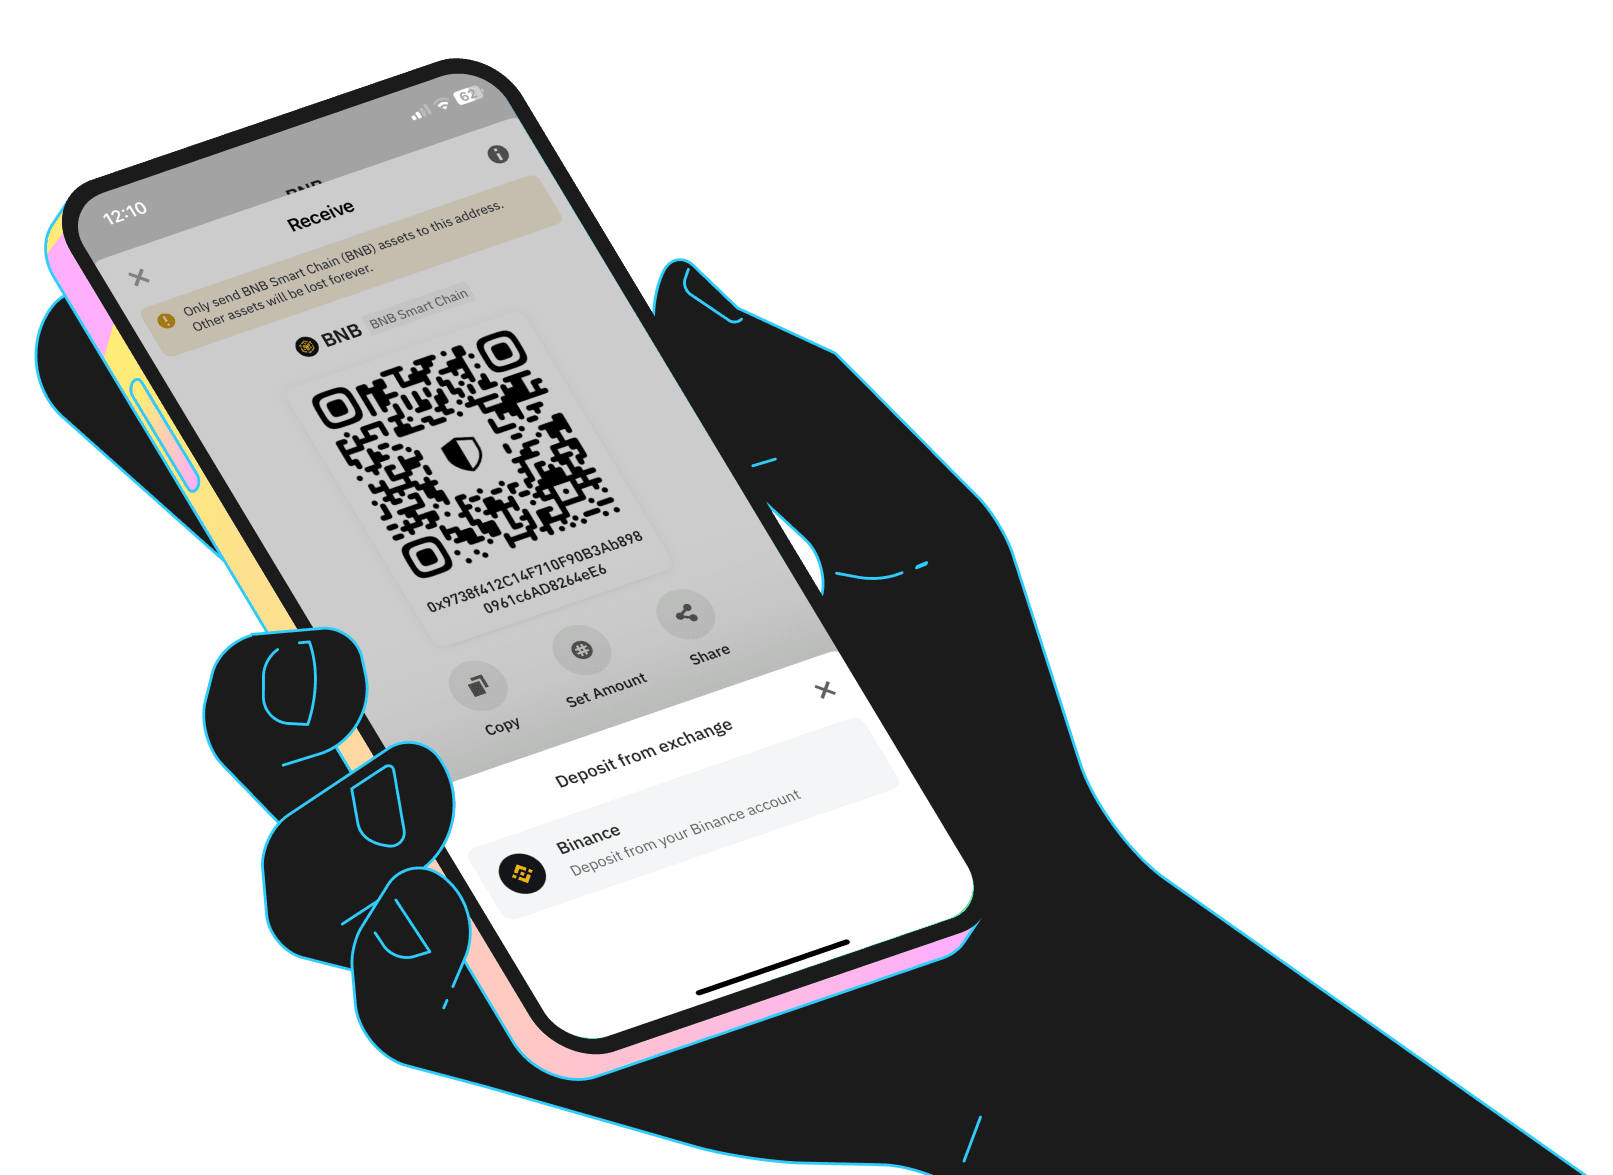 12:10
62
BNB
Receive
Only send BNB Smart Chain (BNB) assets to this address.
Other assets will be lost forever.
BNB BNB Smart Chain
0x9738f412C14F710F90B3Ab898
0961c6AD8264eE6
Copy
Set Amount
Share
Deposit from exchange
Binance
Deposit from your Binance account